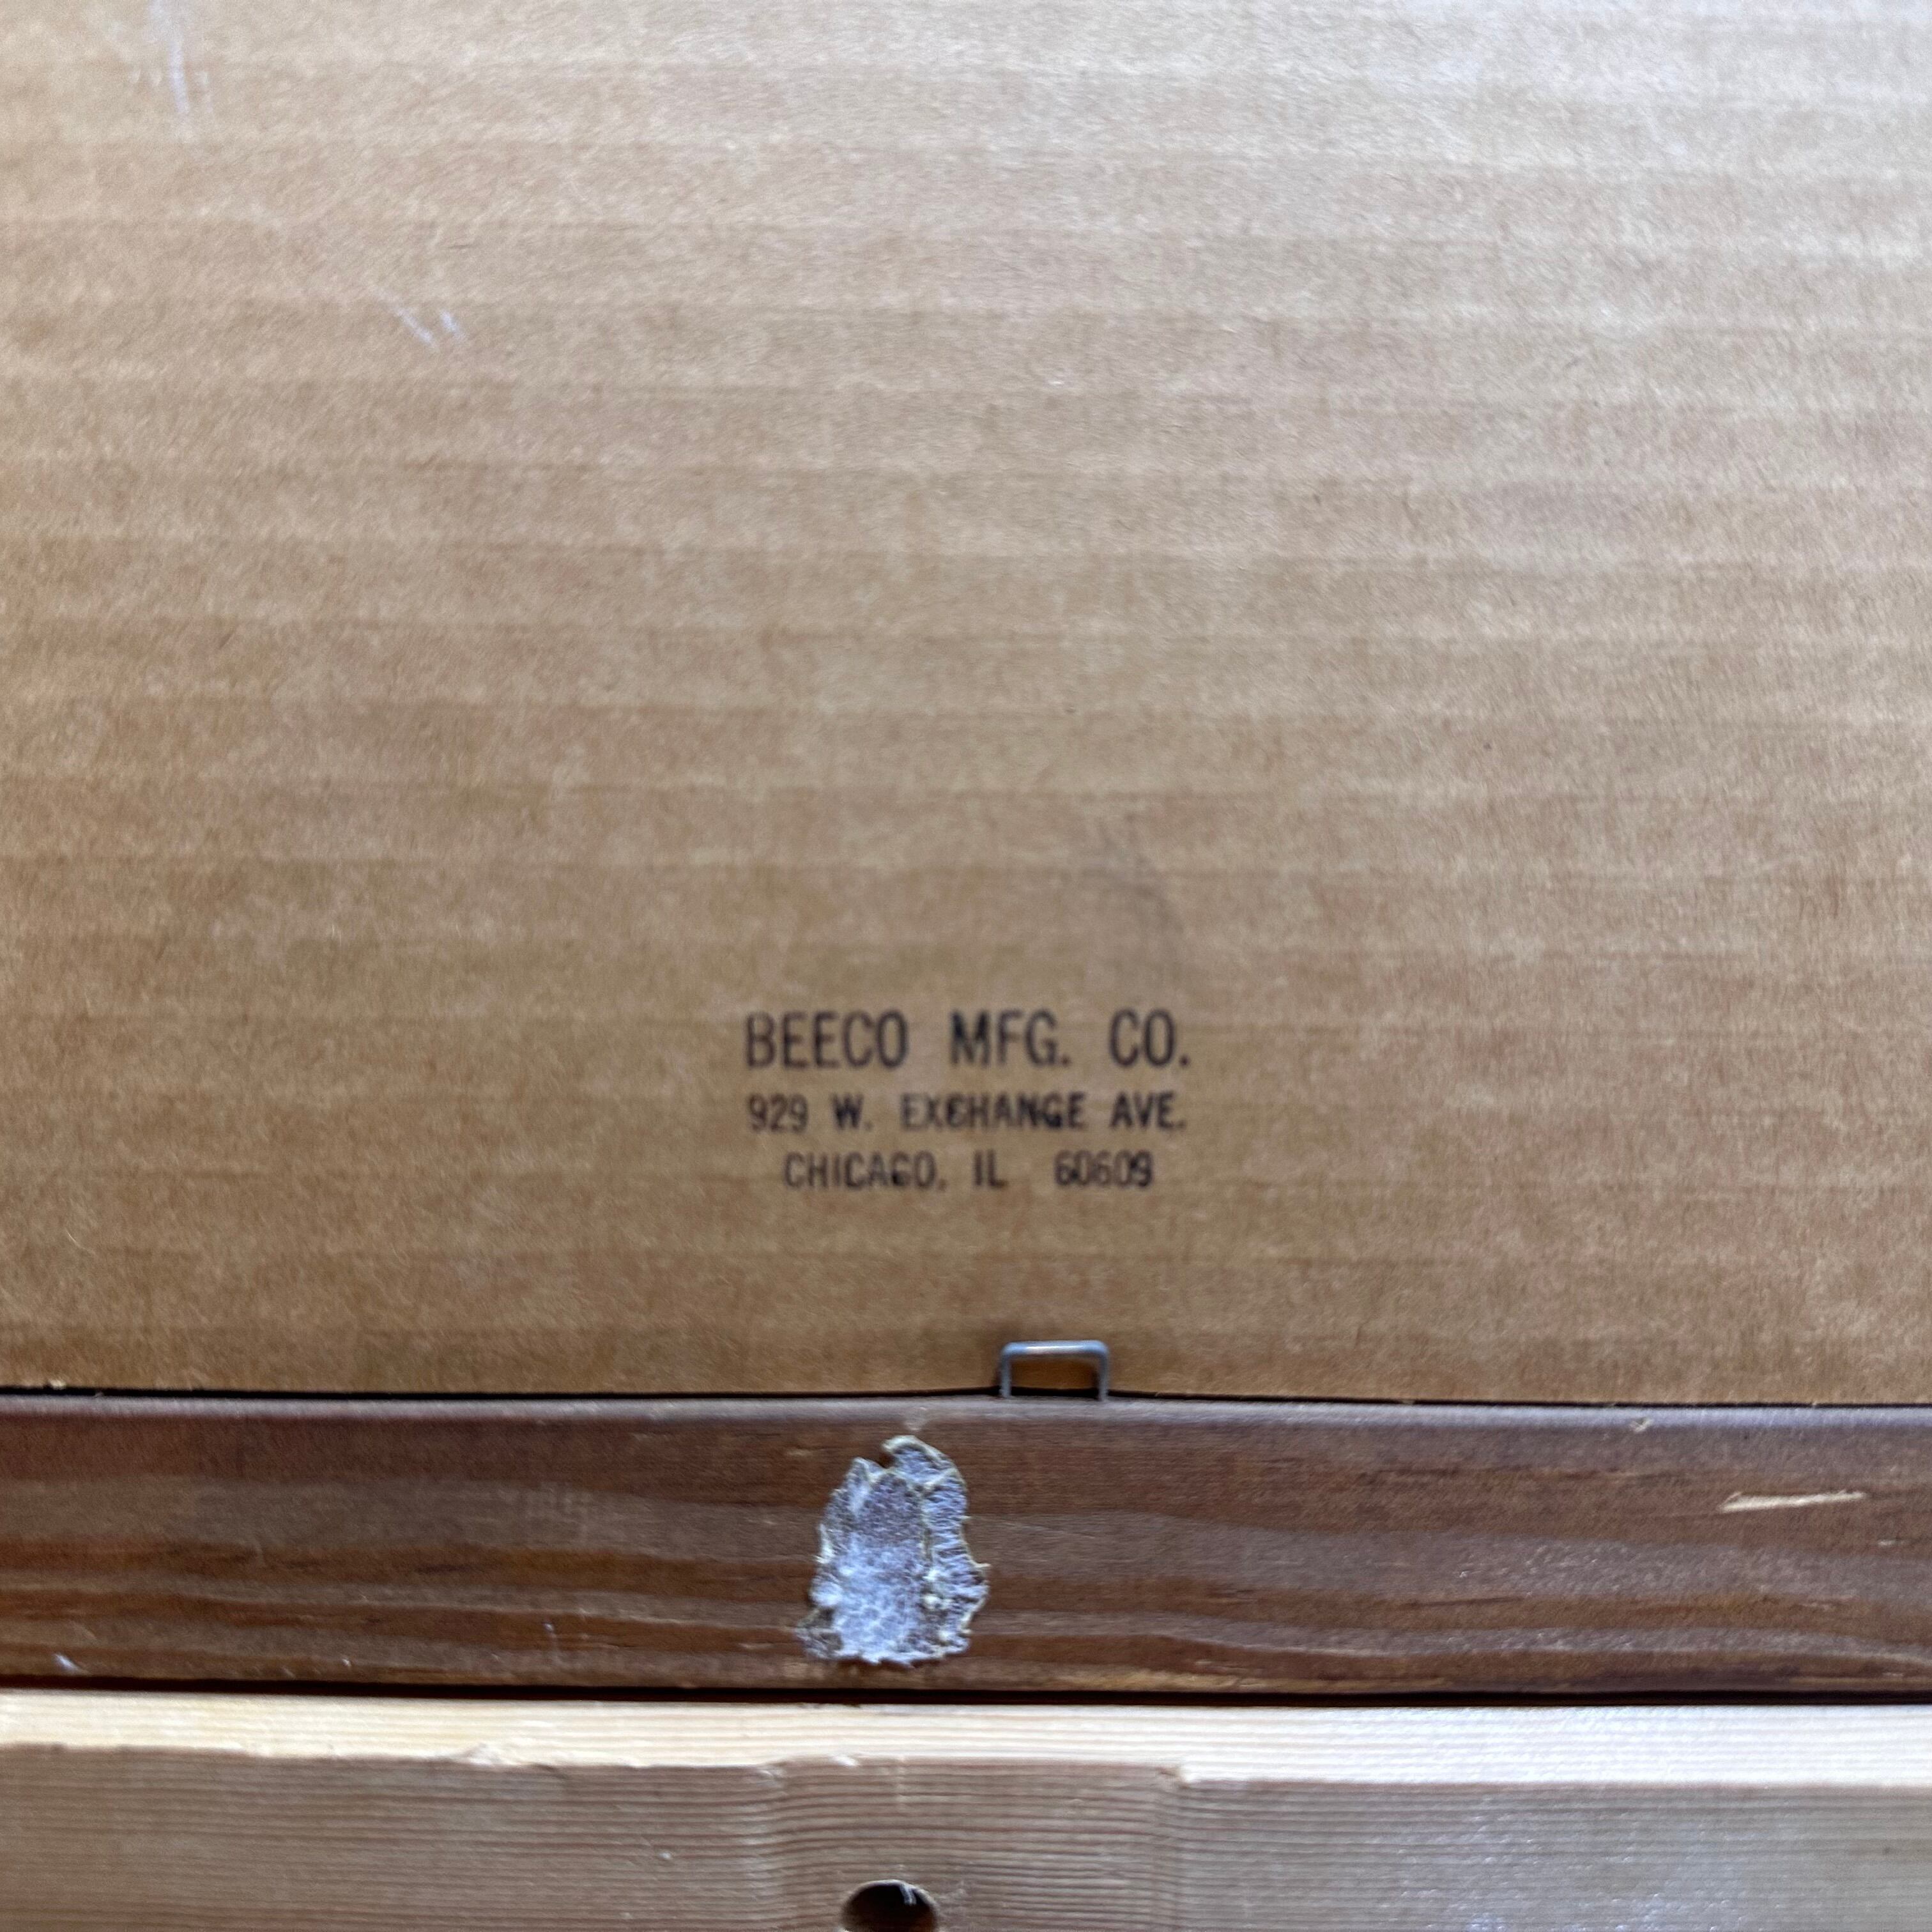 BEECO MFG. CO.
929 W. EXCHANGE AVE.
CHICAGO, IL 60609